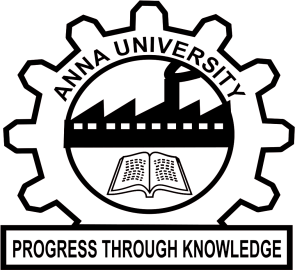 ANNA UNIVERSITY
PROGRESS THROUGH KNOWLEDGE